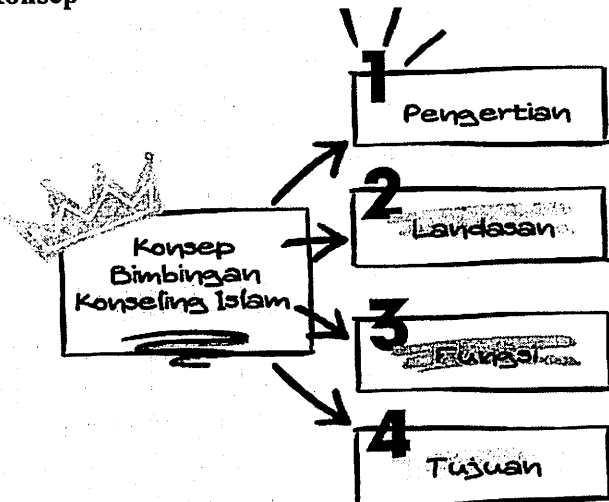 Konsep
1
Pengertian
2
Landasan
Konsep
Bimbingan
Konseling Islam
3
Fungsi
4
Tujuan